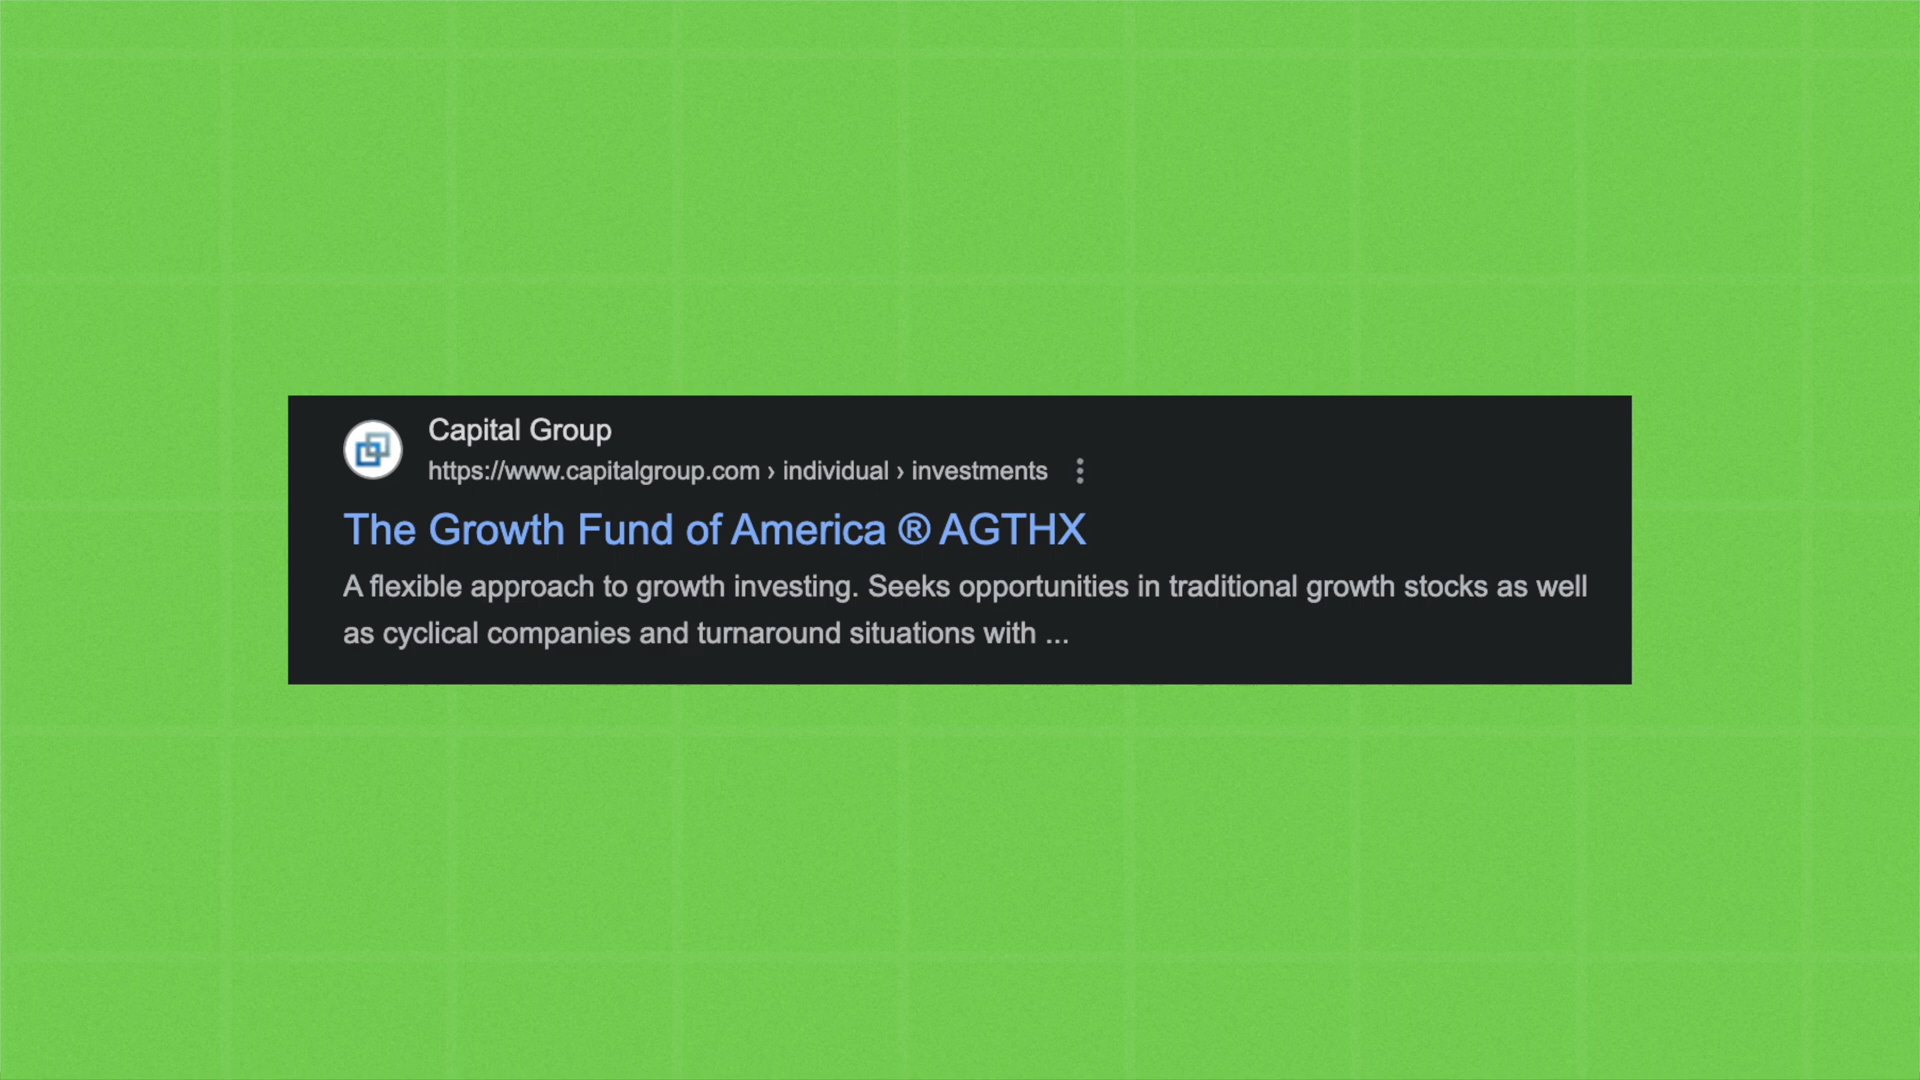 Capital Group
https://www.capitalgroup.com › individual › investments
The Growth Fund of America ® AGTHX
A flexible approach to growth investing. Seeks opportunities in traditional growth stocks as well
as cyclical companies and turnaround situations with ...